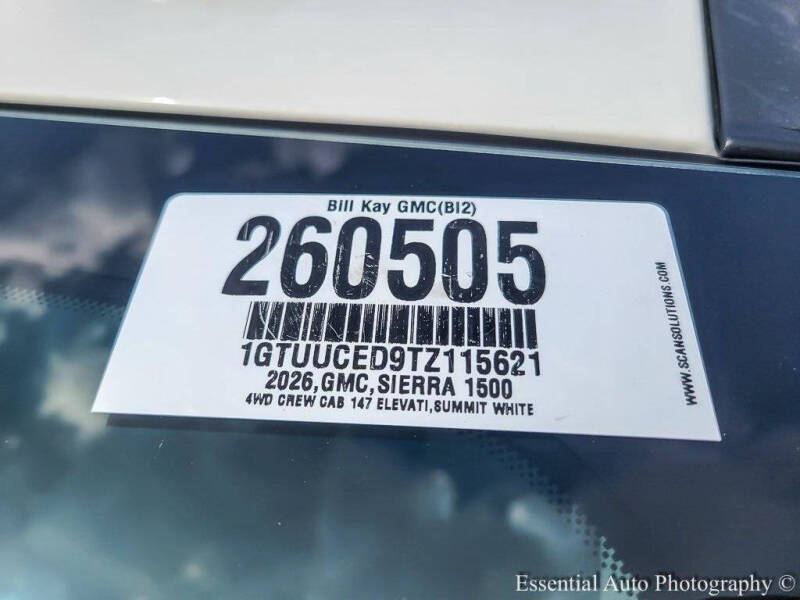 Bill Kay GMC(BI2)
260505
1GTUUCED9TZ115621
2026,GMC,SIERRA 1500
4WD CREW CAB 147 ELEVATI,SUMMIT WHITE
WWW.SCANSOLUTIONS.COM
Essential Auto Photography ©